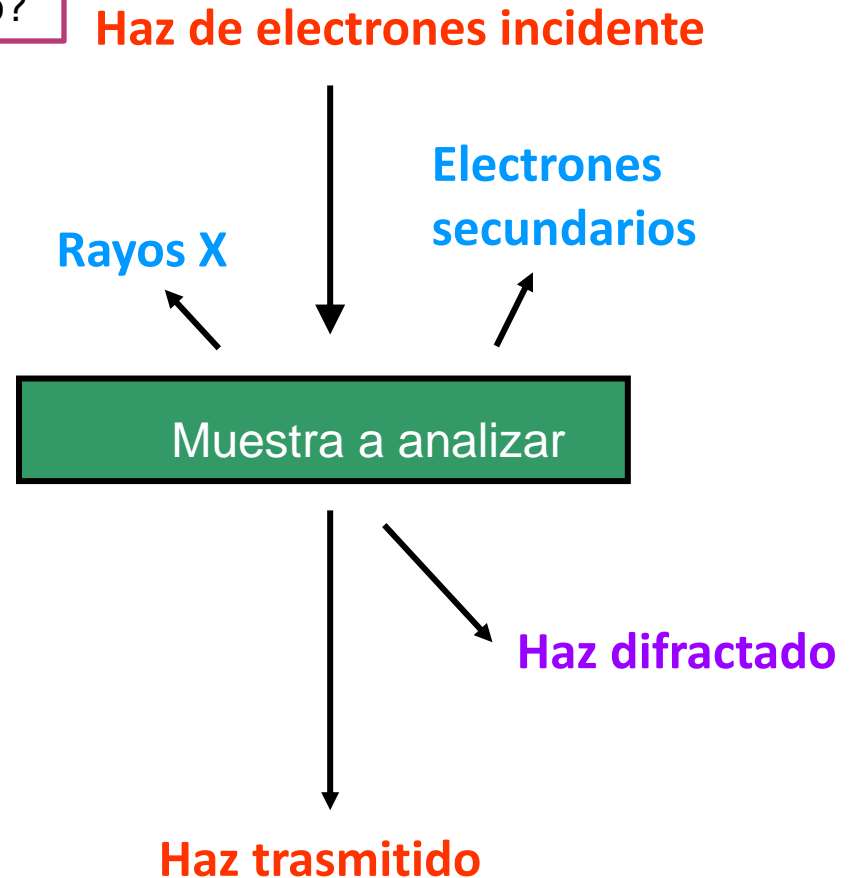 Haz de electrones incidente
Electrones
secundarios
Rayos X
Muestra a analizar
Haz difractado
Haz trasmitido